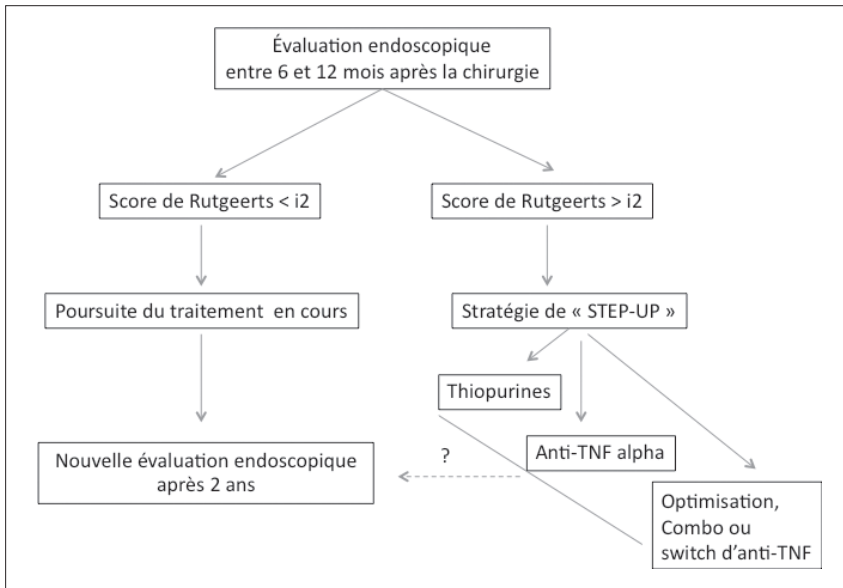 Évaluation endoscopique
entre 6 et 12 mois après la chirurgie
Score de Rutgeerts < i2
Score de Rutgeerts > i2
Poursuite du traitement en cours
Stratégie de « STEP-UP »
Thiopurines
Anti-TNF alpha
?
Nouvelle évaluation endoscopique
après 2 ans
Optimisation,
Combo ou
switch d’anti-TNF